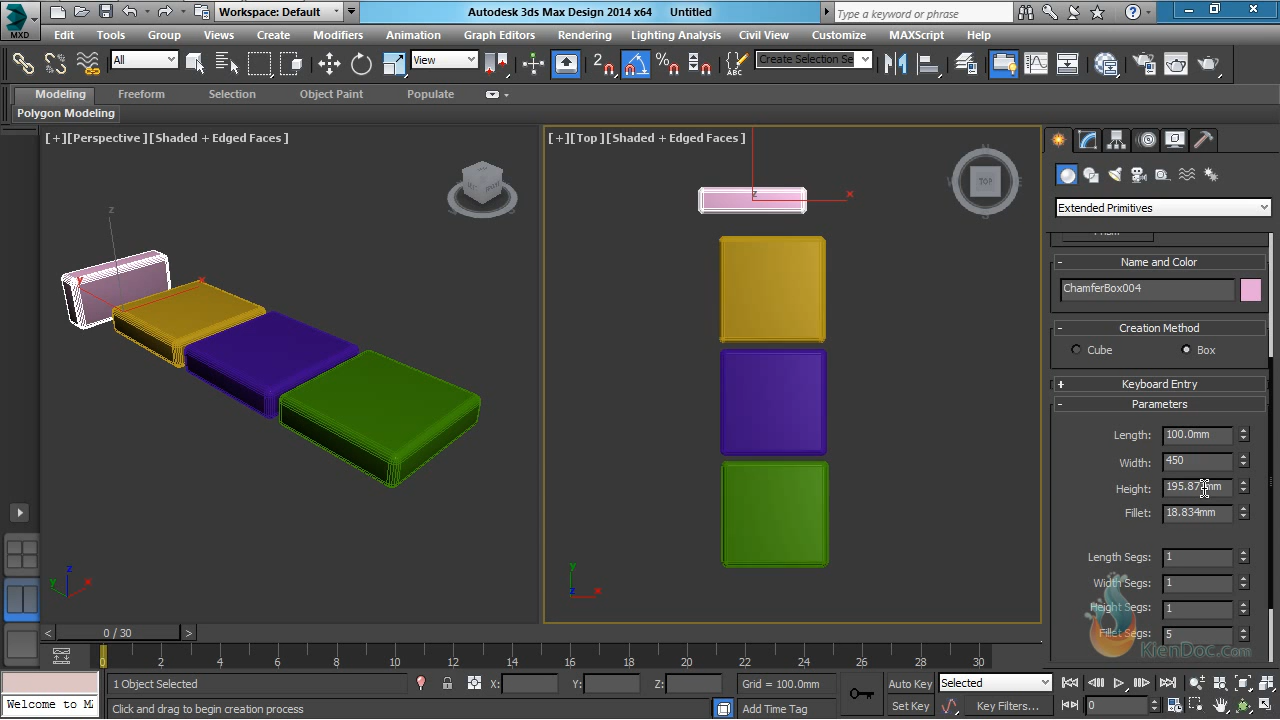 MXD
Workspace: Default
Autodesk 3ds Max Design 2014 x64 Untitled
Type a keyword or phrase
Edit Tools Group Views Create Modifiers Animation Graph Editors Rendering Lighting Analysis Civil View Customize MAXScript Help
All
View
Create Selection Se
Modeling Freeform Selection Object Paint Populate
Polygon Modeling
[+][Perspective][Shaded + Edged Faces]
[+][Top][Shaded + Edged Faces]
TOP
z
x
y
x
z
z
y
x
y
z
x
Extended Primitives
- Name and Color
ChamferBox004
- Creation Method
Cube Box
+ Keyboard Entry
- Parameters
Length: 100.0mm
Width: 450
Fillet: 18.834mm
Length Segs: 1
Width Segs: 1
Height Segs: 1
Fillet Segs: 5
KienDoc.com
< 0 / 30 >
0 2 4 6 8 10 12 14 16 18 20 22 24 26 28 30
1 Object Selected
X: Y: Z:
Grid = 100.0mm
Auto Key
Selected
Welcome to M
Click and drag to begin creation process
Add Time Tag
Set Key
Key Filters...
0